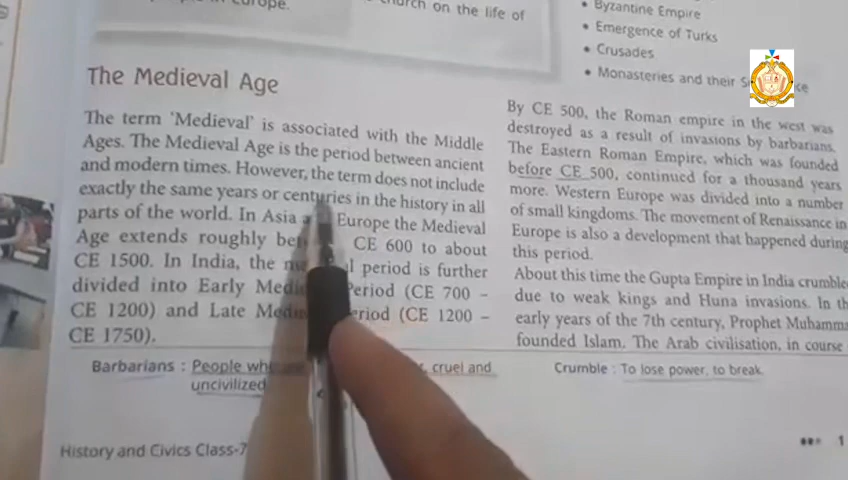 Europe.
church on the life of
• Byzantine Empire
• Emergence of Turks
• Crusades
• Monasteries and their
The Medieval Age
The term 'Medieval' is associated with the Middle
Ages. The Medieval Age is the period between ancient
and modern times. However, the term does not include
exactly the same years or centuries in the history in all
parts of the world. In Asia Europe the Medieval
Age extends roughly CE 600 to about
CE 1500. In India, the period is further
divided into Early Period (CE 700 –
CE 1200) and Late (CE 1200 –
CE 1750).
By CE 500, the Roman empire in the west was
destroyed as a result of invasions by barbarians.
The Eastern Roman Empire, which was founded
before CE 500, continued for a thousand years
more. Western Europe was divided into a number
of small kingdoms. The movement of Renaissance in
Europe is also a development that happened during
this period.
About this time the Gupta Empire in India
due to weak kings and Huna invasions. In
early years of the 7th century, Prophet
founded Islam. The Arab civilisation, in course
Barbarians : People cruel and
uncivilized
Crumble : To lose power, to break.
History and Civics Class-7
1